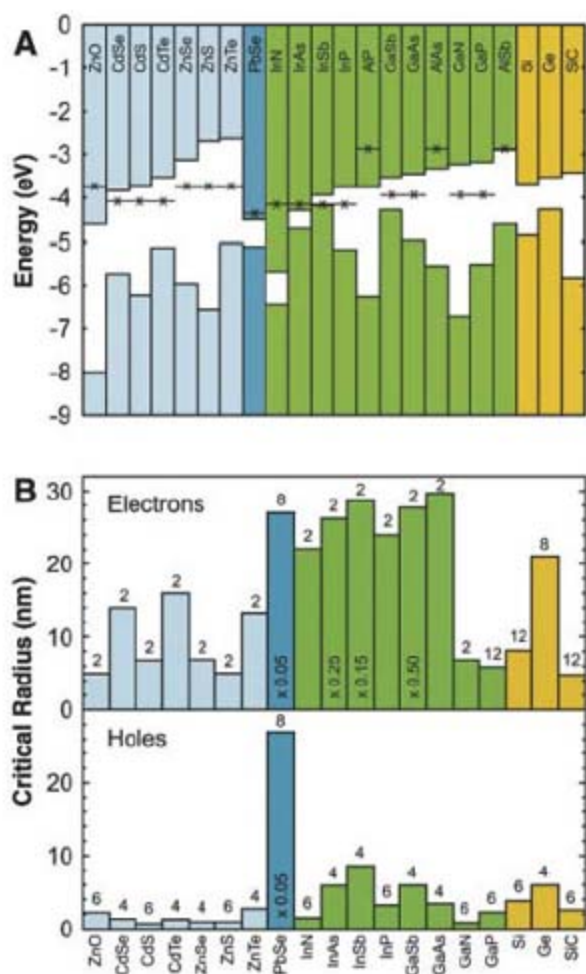 A
Energy (eV)
0
-1
-2
-3
-4
-5
-6
-7
-8
-9
ZnO CdSe CdS CdTe ZnSe ZnS ZnTe PbSe InN InAs InSb InP AlP GaSb GaAs AlAs GaN GaP AlSb Si Ge SiC
B
Critical Radius (nm)
Electrons
30
20
10
0
2 2 2 2 2 2 2 8 2 2 2 2 2 2 2 12 12 8 12
x 0.05 x 0.25 x 0.15 x 0.50
Holes
20
10
0
6 4 6 4 4 4 4 8 6 4 4 6 4 4 6 6 6 4 6
x 0.05
ZnO CdSe CdS CdTe ZnSe ZnS ZnTe PbSe InN InAs InSb InP GaSb GaAs GaN GaP Si Ge SiC